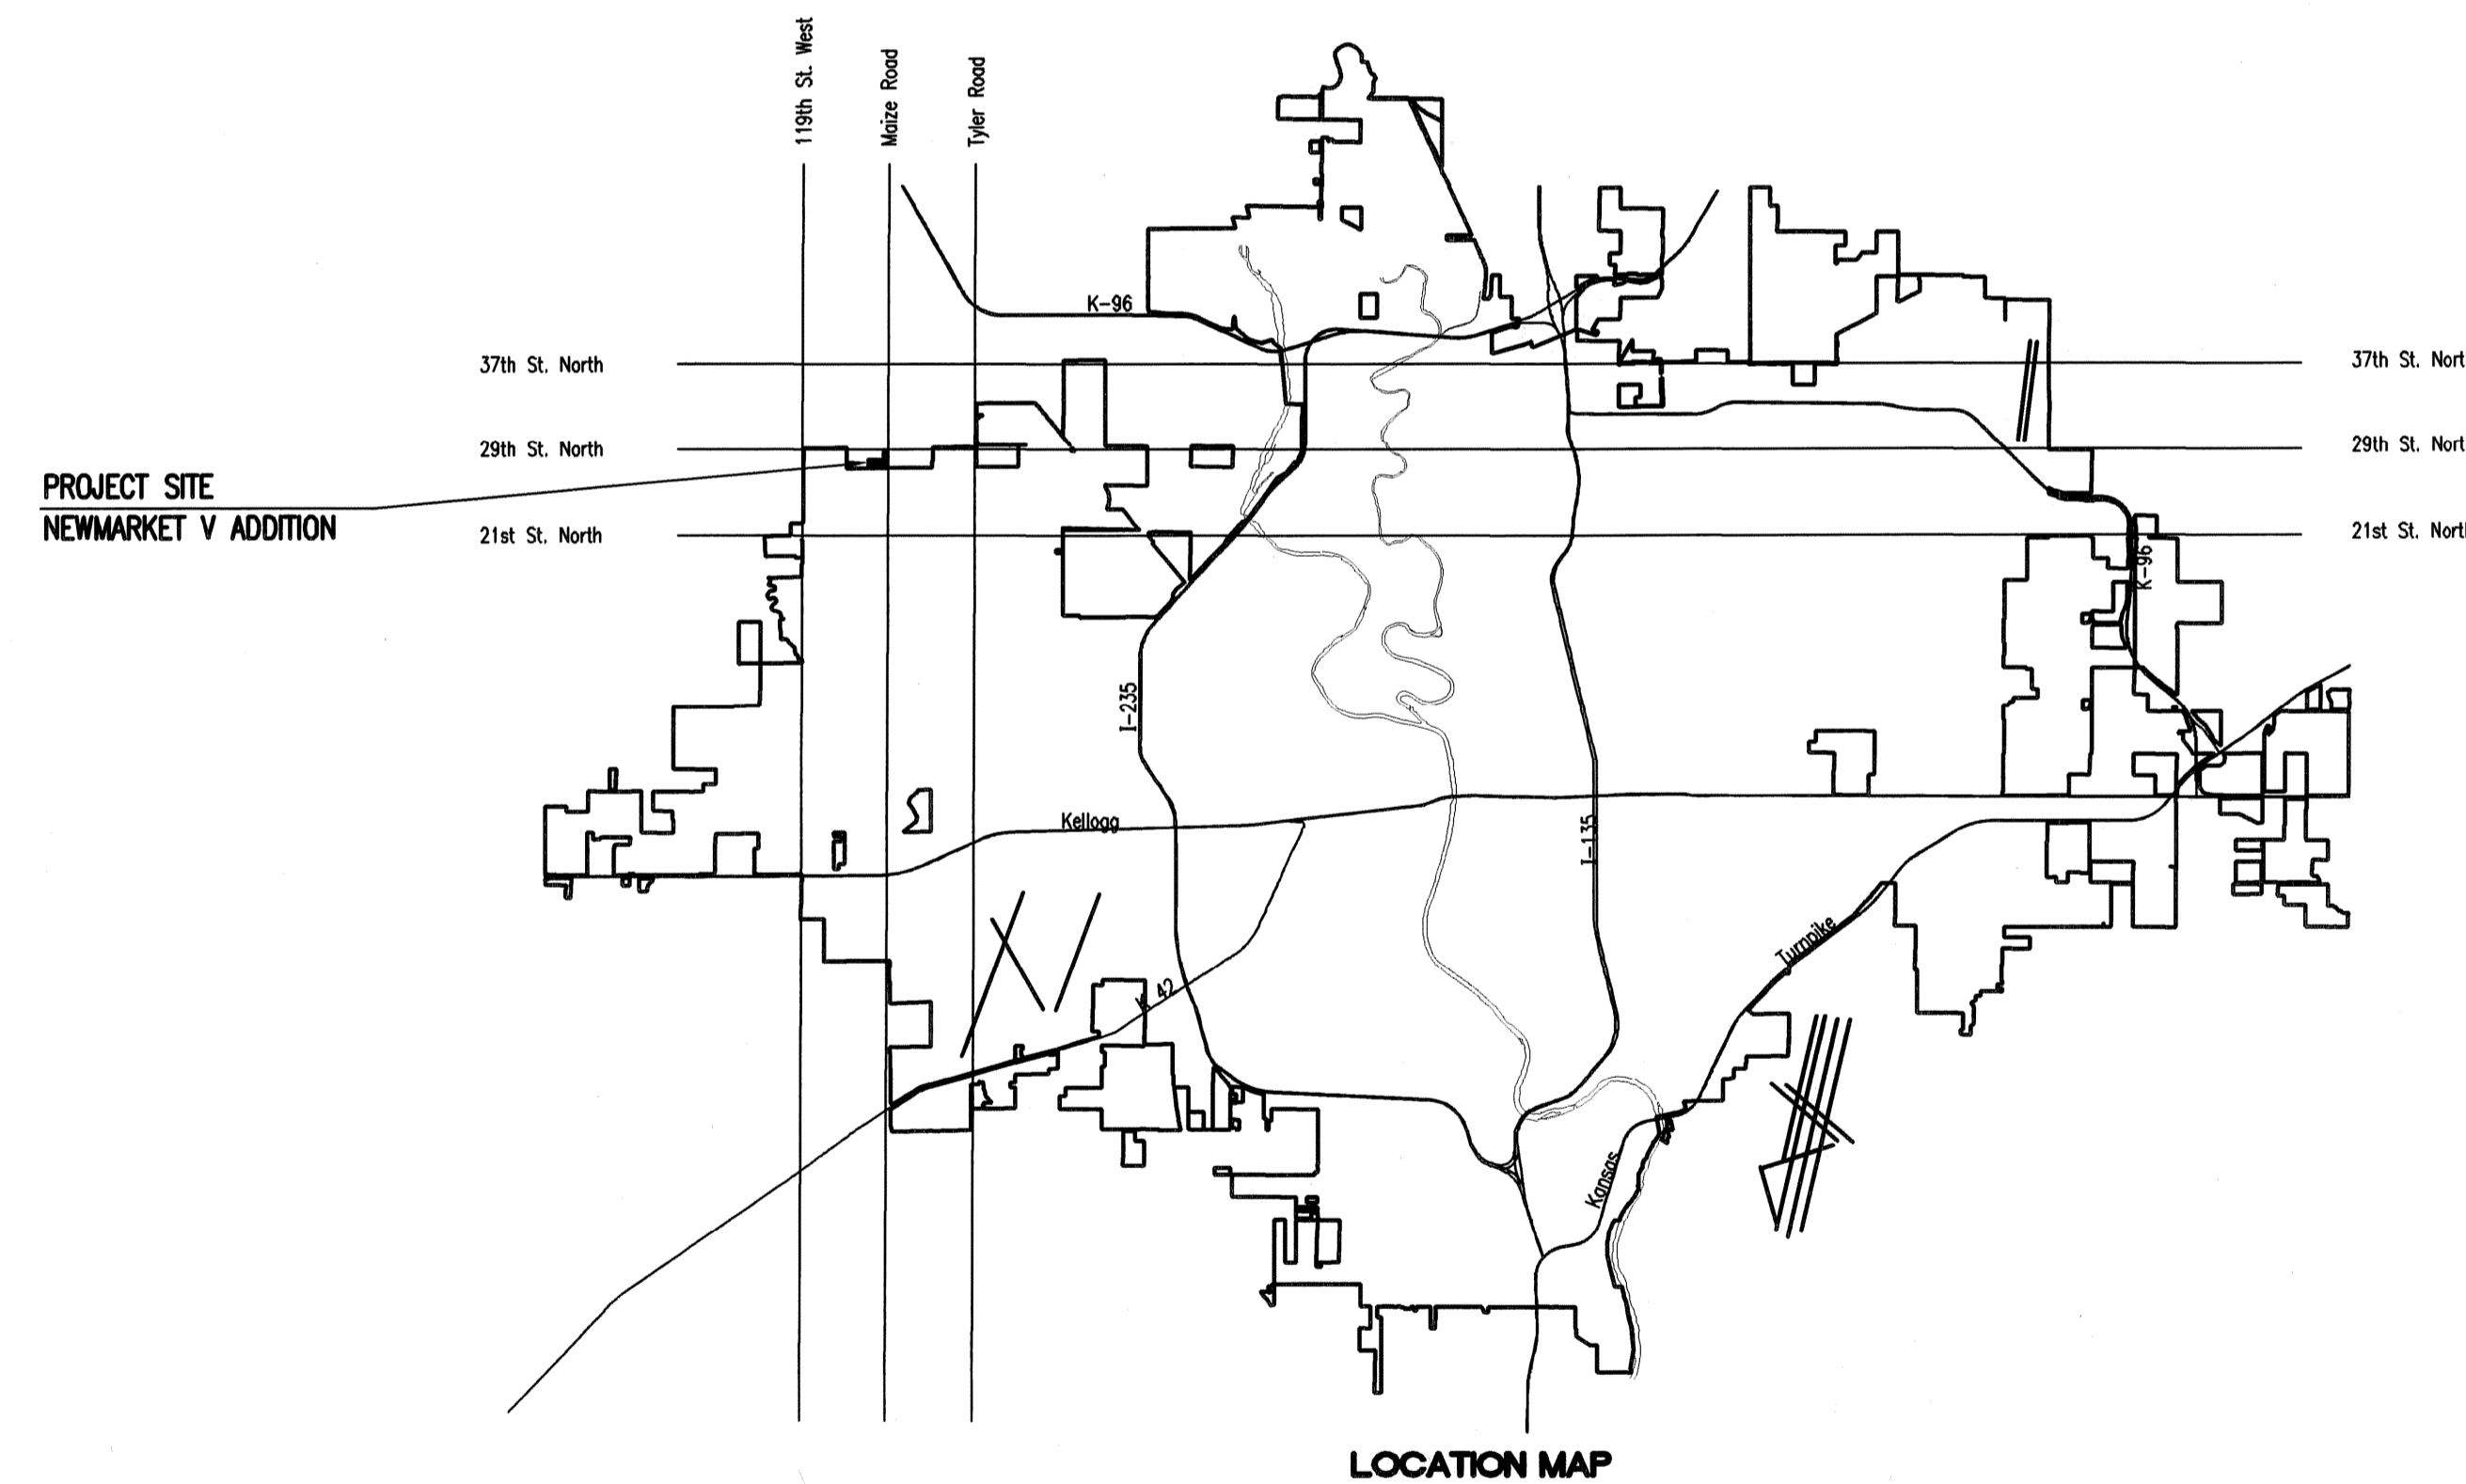 119th St. West
Maize Road
Tyler Road
K-96
37th St. North
37th St. Nort
29th St. North
29th St. Nort
PROJECT SITE
NEWMARKET V ADDITION
21st St. North
21st St. Nort
K-96
I-235
Kellogg
I-135
Turnpike
K 42
Kansas
LOCATION MAP